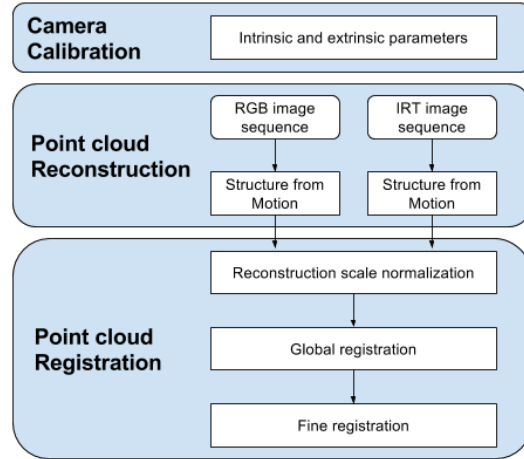 Camera
Calibration
Intrinsic and extrinsic parameters
Point cloud
Reconstruction
RGB image
sequence
IRT image
sequence
Structure from
Motion
Structure from
Motion
Point cloud
Registration
Reconstruction scale normalization
Global registration
Fine registration